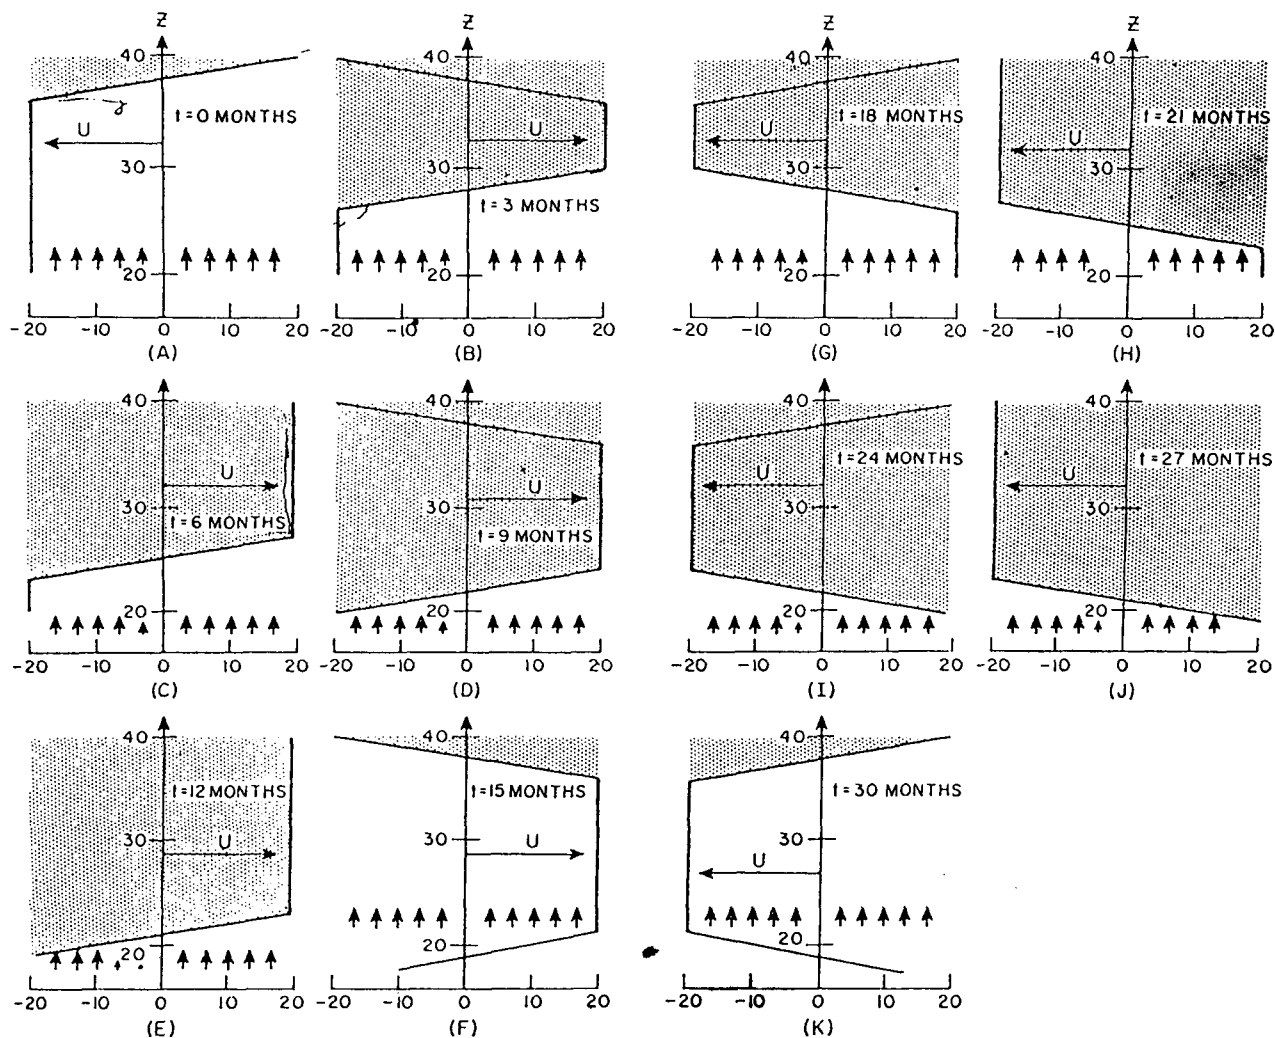 Z Z Z Z
40 40 40 40
t=0 MONTHS t=18 MONTHS t=21 MONTHS
U U U U
30 30 30 30
t=3 MONTHS
20 20 20 20
-20 -10 0 10 20 -20 -10 0 10 20 -20 -10 0 10 20 -20 -10 0 10 20
(A) (B) (G) (H)
40 40 40 40
t=24 MONTHS t=27 MONTHS
U U U U
30 30 30 30
t=6 MONTHS t=9 MONTHS
20 20 20 20
-20 -10 0 10 20 -20 -10 0 10 20 -20 -10 0 10 20 -20 -10 0 10 20
(C) (D) (I) (J)
40 40 40
t=12 MONTHS t=15 MONTHS t=30 MONTHS
30 30 30
U U U
20 20 20
-20 -10 0 10 20 -20 -10 0 10 20 -20 -10 0 10 20
(E) (F) (K)